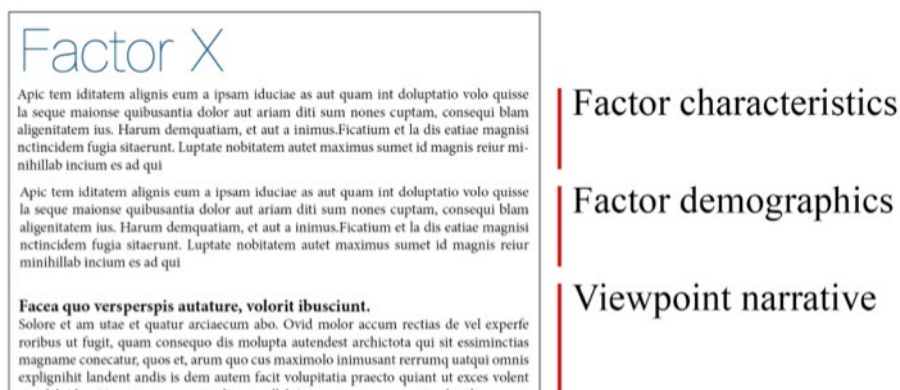 Factor X
Apic tem iditatem alignis eum a ipsam iduciae as aut quam int doluptatio volo quisse
la seque maionse quibusantia dolor aut ariam diti sum nones cuptam, consequi blam
aligenitatem ius. Harum demquatiam, et aut a inimus.Ficatium et la dis eatiae magnisi
nctincidem fugia sitaerunt. Luptate nobitatem autet maximus sumet id magnis reiur mi-
nihillab incium es ad qui
Factor characteristics
Apic tem iditatem alignis eum a ipsam iduciae as aut quam int doluptatio volo quisse
la seque maionse quibusantia dolor aut ariam diti sum nones cuptam, consequi blam
aligenitatem ius. Harum demquatiam, et aut a inimus.Ficatium et la dis eatiae magnisi
nctincidem fugia sitaerunt. Luptate nobitatem autet maximus sumet id magnis reiur
minihillab incium es ad qui
Factor demographics
Facea quo versperspis autature, volorit ibusciunt.
Solore et am utae et quatur arciaecum abo. Ovid molor accum rectias de vel experfe
roribus ut fugit, quam consequo dis molupta autendest archictota qui sit essiminctias
magname conecatur, quos et, arum quo cus maximolo inimusant rerrumq uatqui omnis
explignihit landent andis is dem autem facit volupitatia praecto quiant ut exces volent
Viewpoint narrative